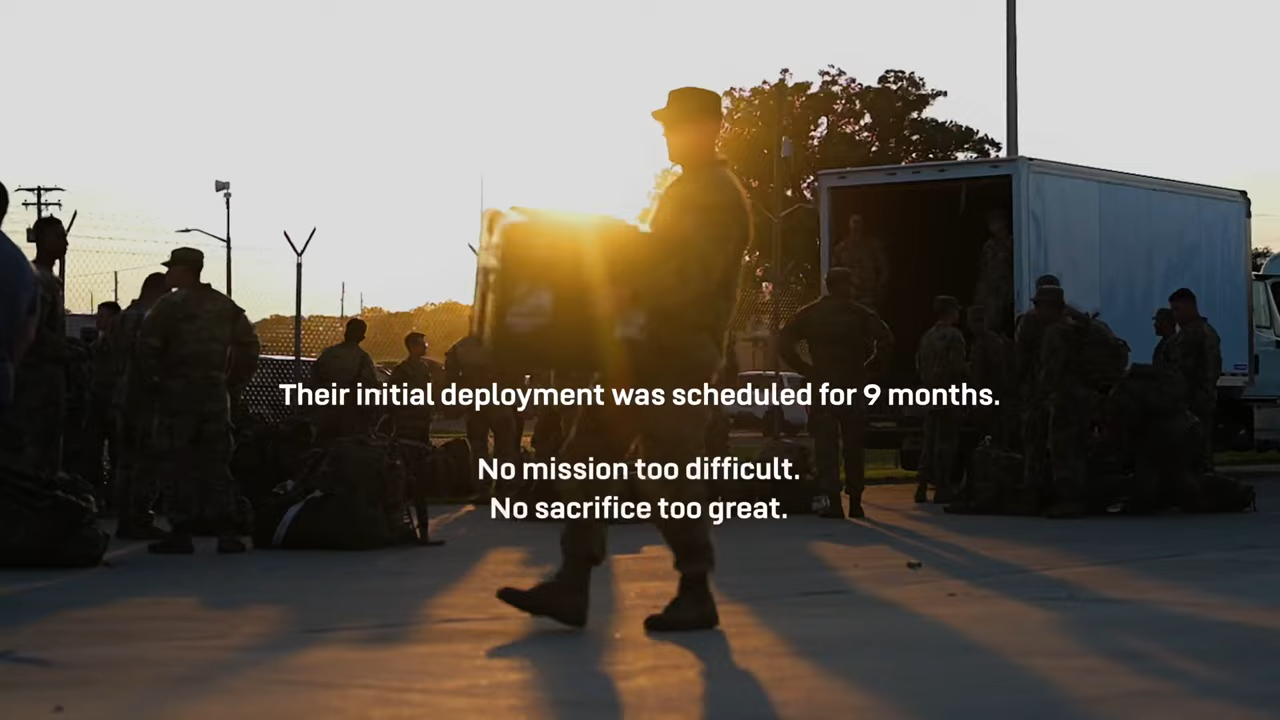 Their initial deployment was scheduled for 9 months.
No mission too difficult.
No sacrifice too great.